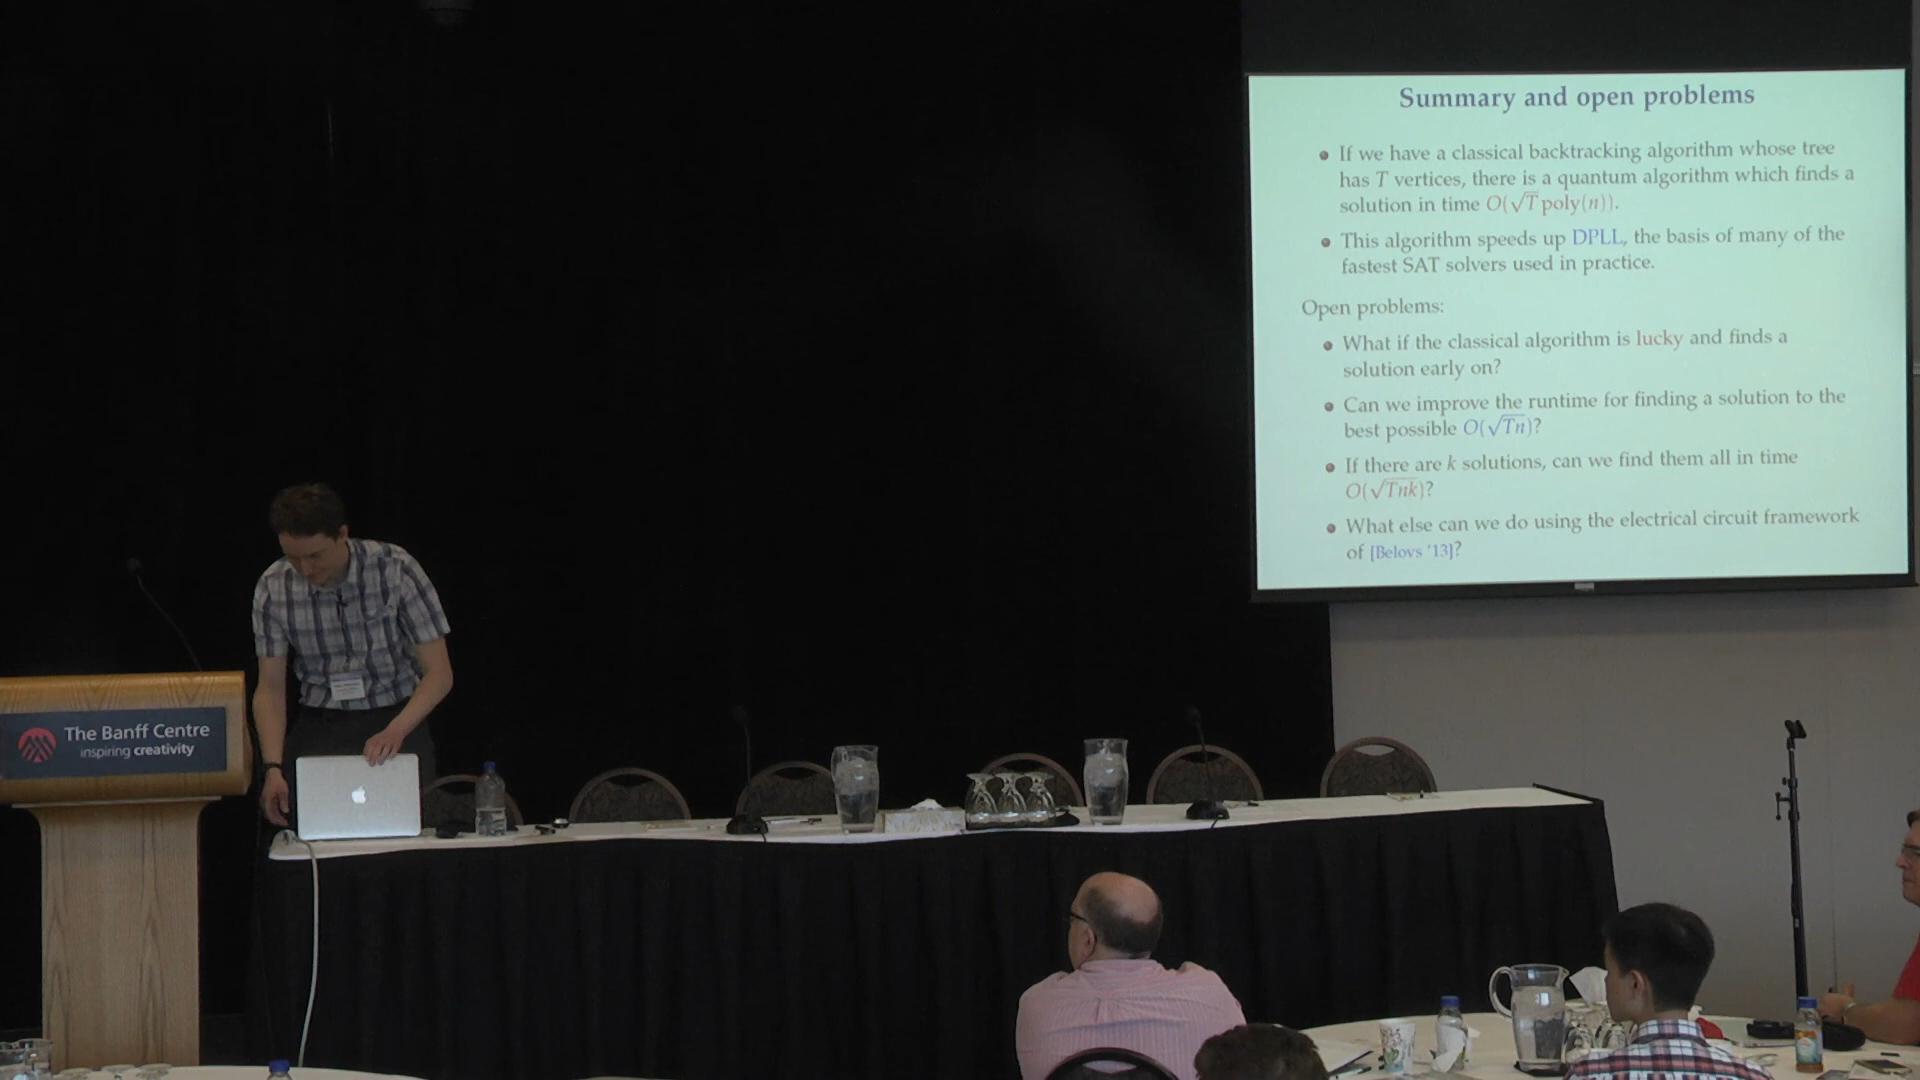 Summary and open problems
If we have a classical backtracking algorithm whose tree
has T vertices, there is a quantum algorithm which finds a
solution in time O(√T poly(n)).
This algorithm speeds up DPLL, the basis of many of the
fastest SAT solvers used in practice.
Open problems:
What if the classical algorithm is lucky and finds a
solution early on?
Can we improve the runtime for finding a solution to the
best possible O(√Tn)?
If there are k solutions, can we find them all in time
O(√Tnk)?
What else can we do using the electrical circuit framework
of [Belovs '13]?
The Banff Centre
inspiring creativity